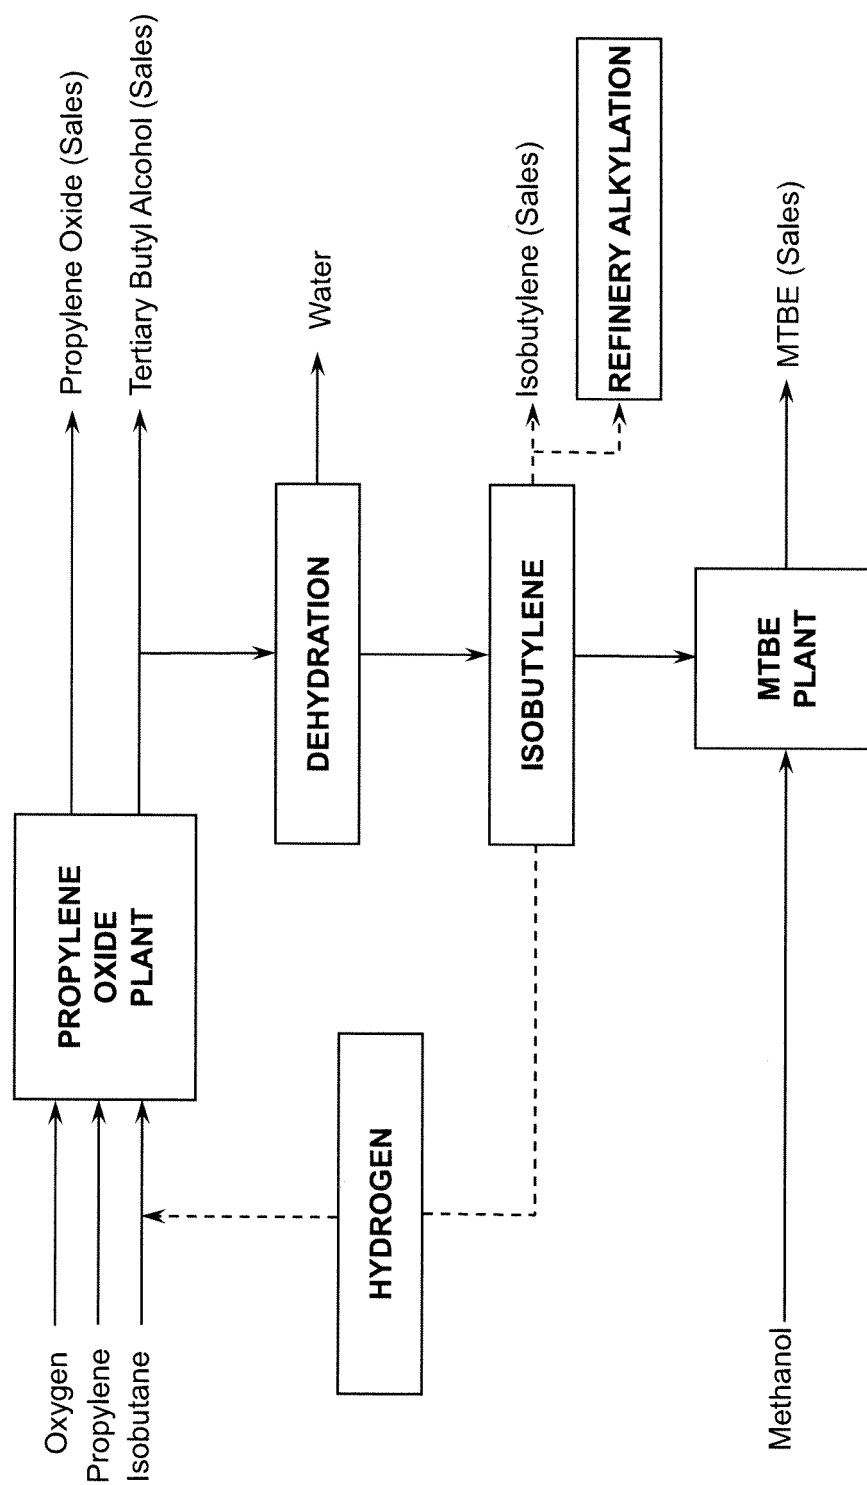 Oxygen
Propylene
Isobutane
PROPYLENE
OXIDE
PLANT
Propylene Oxide (Sales)
Tertiary Butyl Alcohol (Sales)
DEHYDRATION
Water
HYDROGEN
ISOBUTYLENE
Isobutylene (Sales)
REFINERY ALKYLATION
Methanol
MTBE
PLANT
MTBE (Sales)